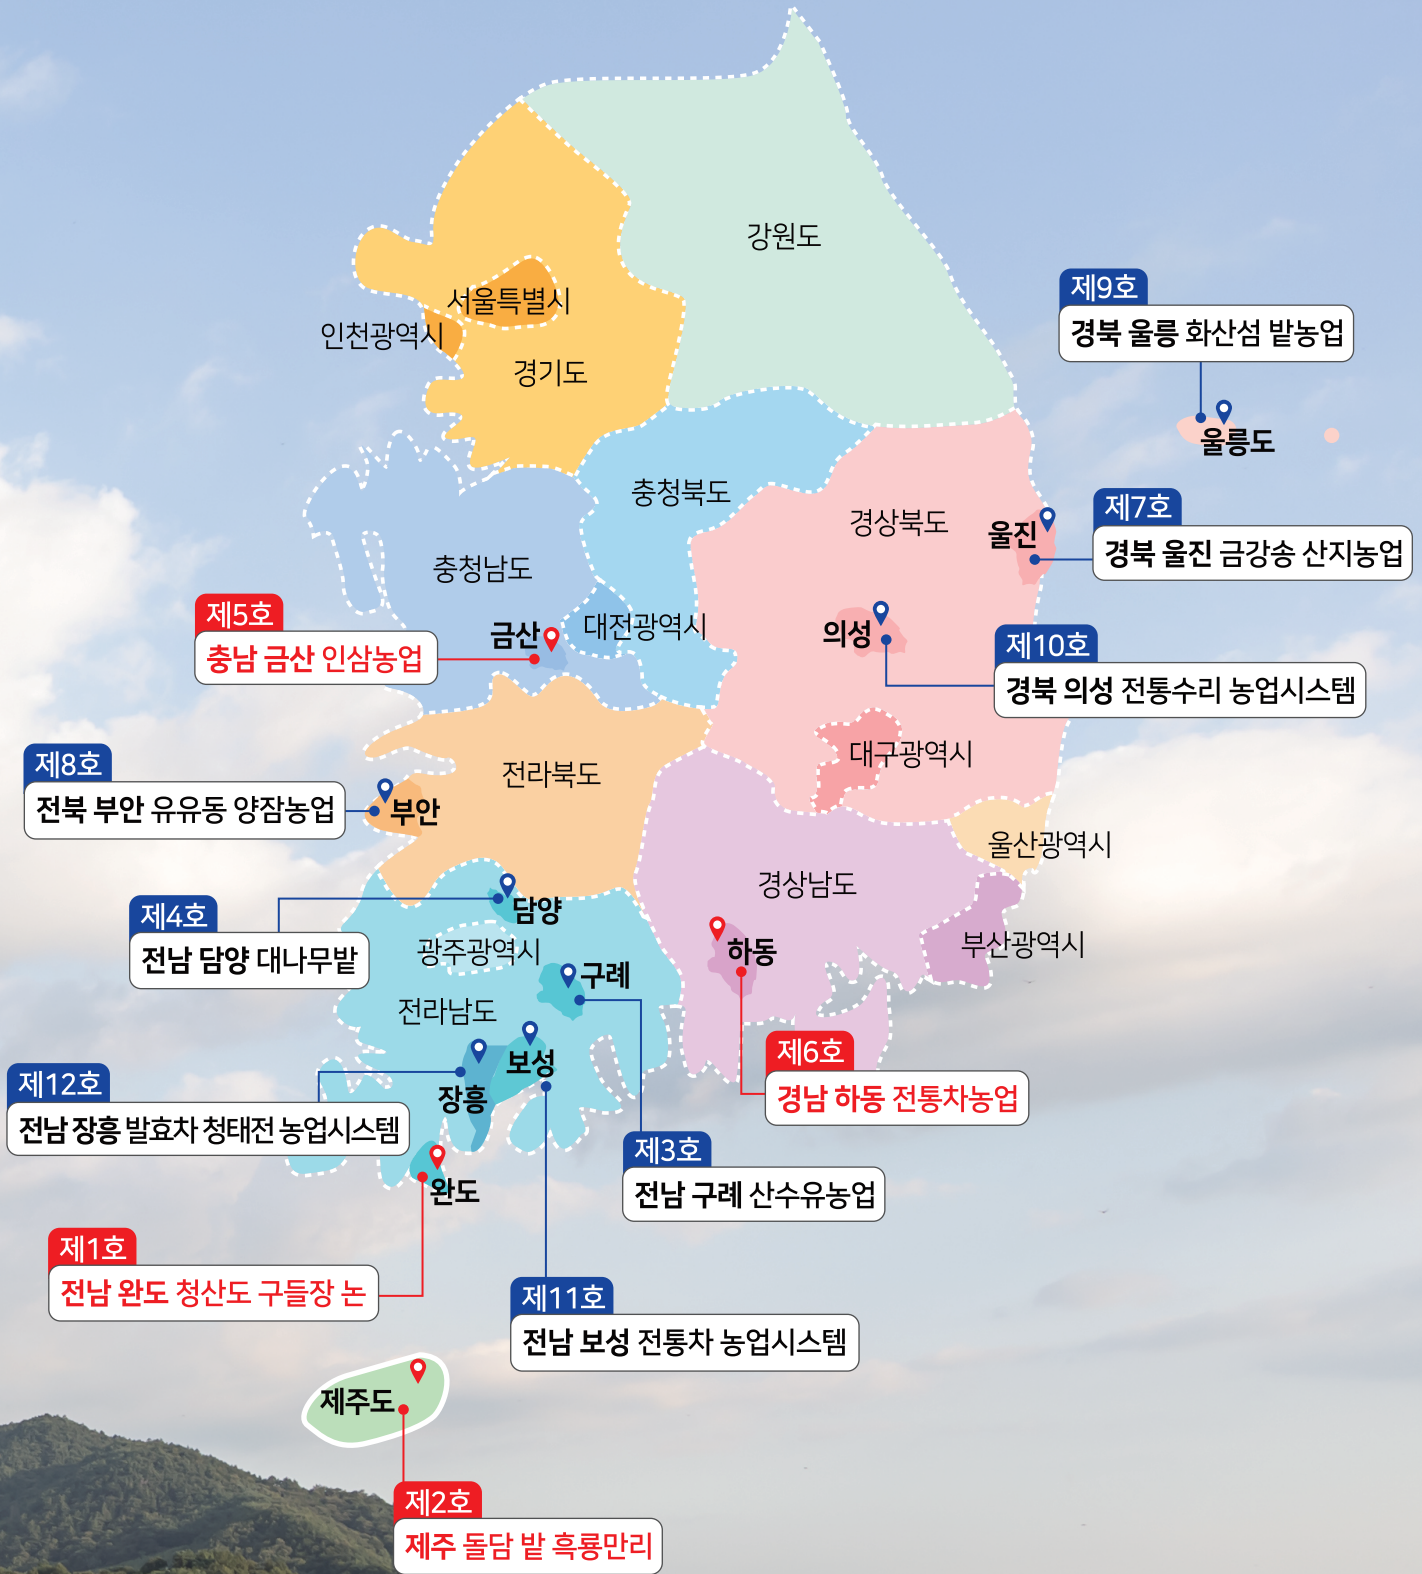 강원도
서울특별시
인천광역시
경기도
제9호
경북 울릉 화산섬 밭농업
울릉도
충청북도
경상북도
제7호
경북 울진 금강송 산지농업
울진
충청남도
제5호
충남 금산 인삼농업
금산
대전광역시
의성
제10호
경북 의성 전통수리 농업시스템
대구광역시
전라북도
제8호
전북 부안 유유동 양잠농업
부안
울산광역시
경상남도
제4호
전남 담양 대나무밭
담양
광주광역시
하동
부산광역시
구례
전라남도
제6호
경남 하동 전통차농업
보성
장흥
제12호
전남 장흥 발효차 청태전 농업시스템
제3호
전남 구례 산수유농업
완도
제1호
전남 완도 청산도 구들장 논
제11호
전남 보성 전통차 농업시스템
제주도
제2호
제주 돌담 밭 흑룡만리